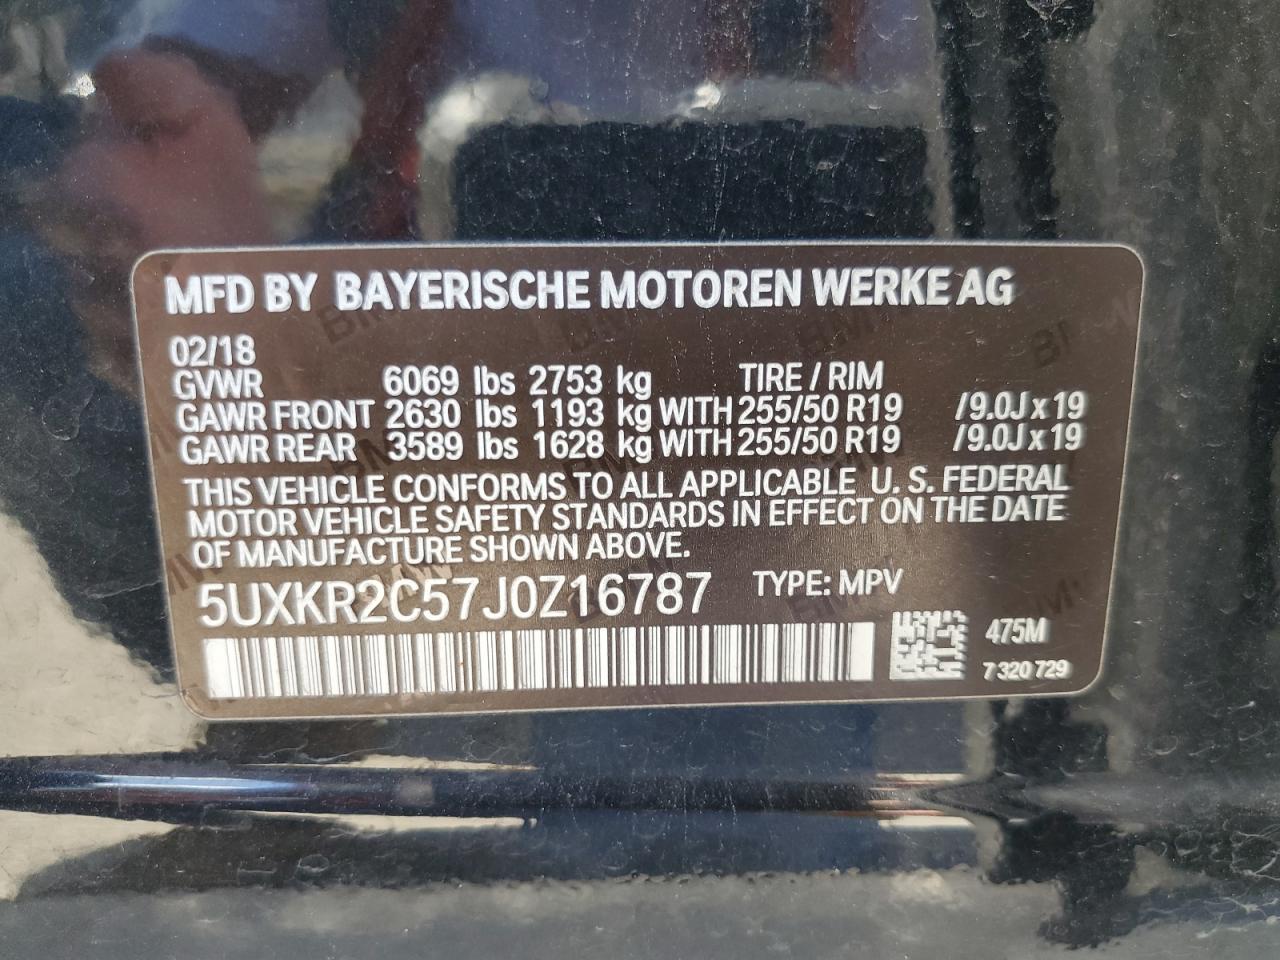 MFD BY BAYERISCHE MOTOREN WERKE AG
02/18
GVWR 6069 lbs 2753 kg TIRE / RIM
GAWR FRONT 2630 lbs 1193 kg WITH 255/50 R19 /9.0J x 19
GAWR REAR 3589 lbs 1628 kg WITH 255/50 R19 /9.0J x 19
THIS VEHICLE CONFORMS TO ALL APPLICABLE U. S. FEDERAL
MOTOR VEHICLE SAFETY STANDARDS IN EFFECT ON THE DATE
OF MANUFACTURE SHOWN ABOVE.
5UXKR2C57J0Z16787 TYPE: MPV
475M
7 320 729